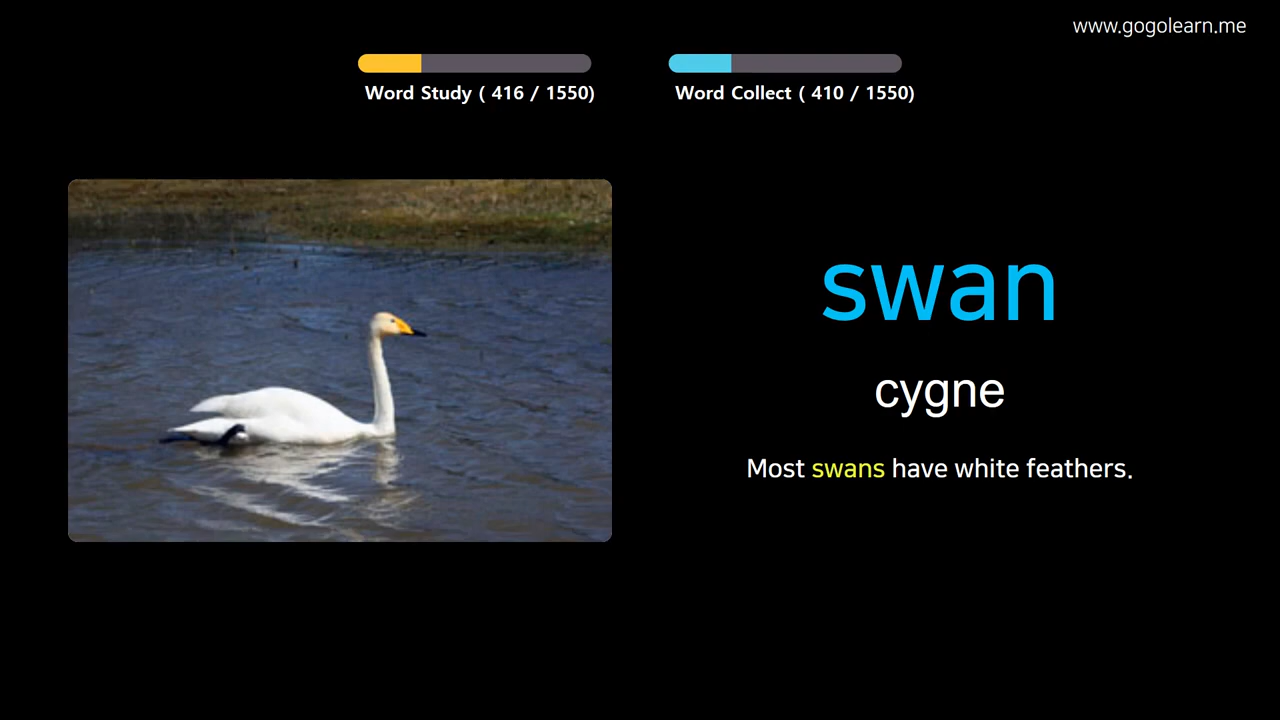 www.gogolearn.me
Word Study ( 416 / 1550)
Word Collect ( 410 / 1550)
swan
cygne
Most swans have white feathers.